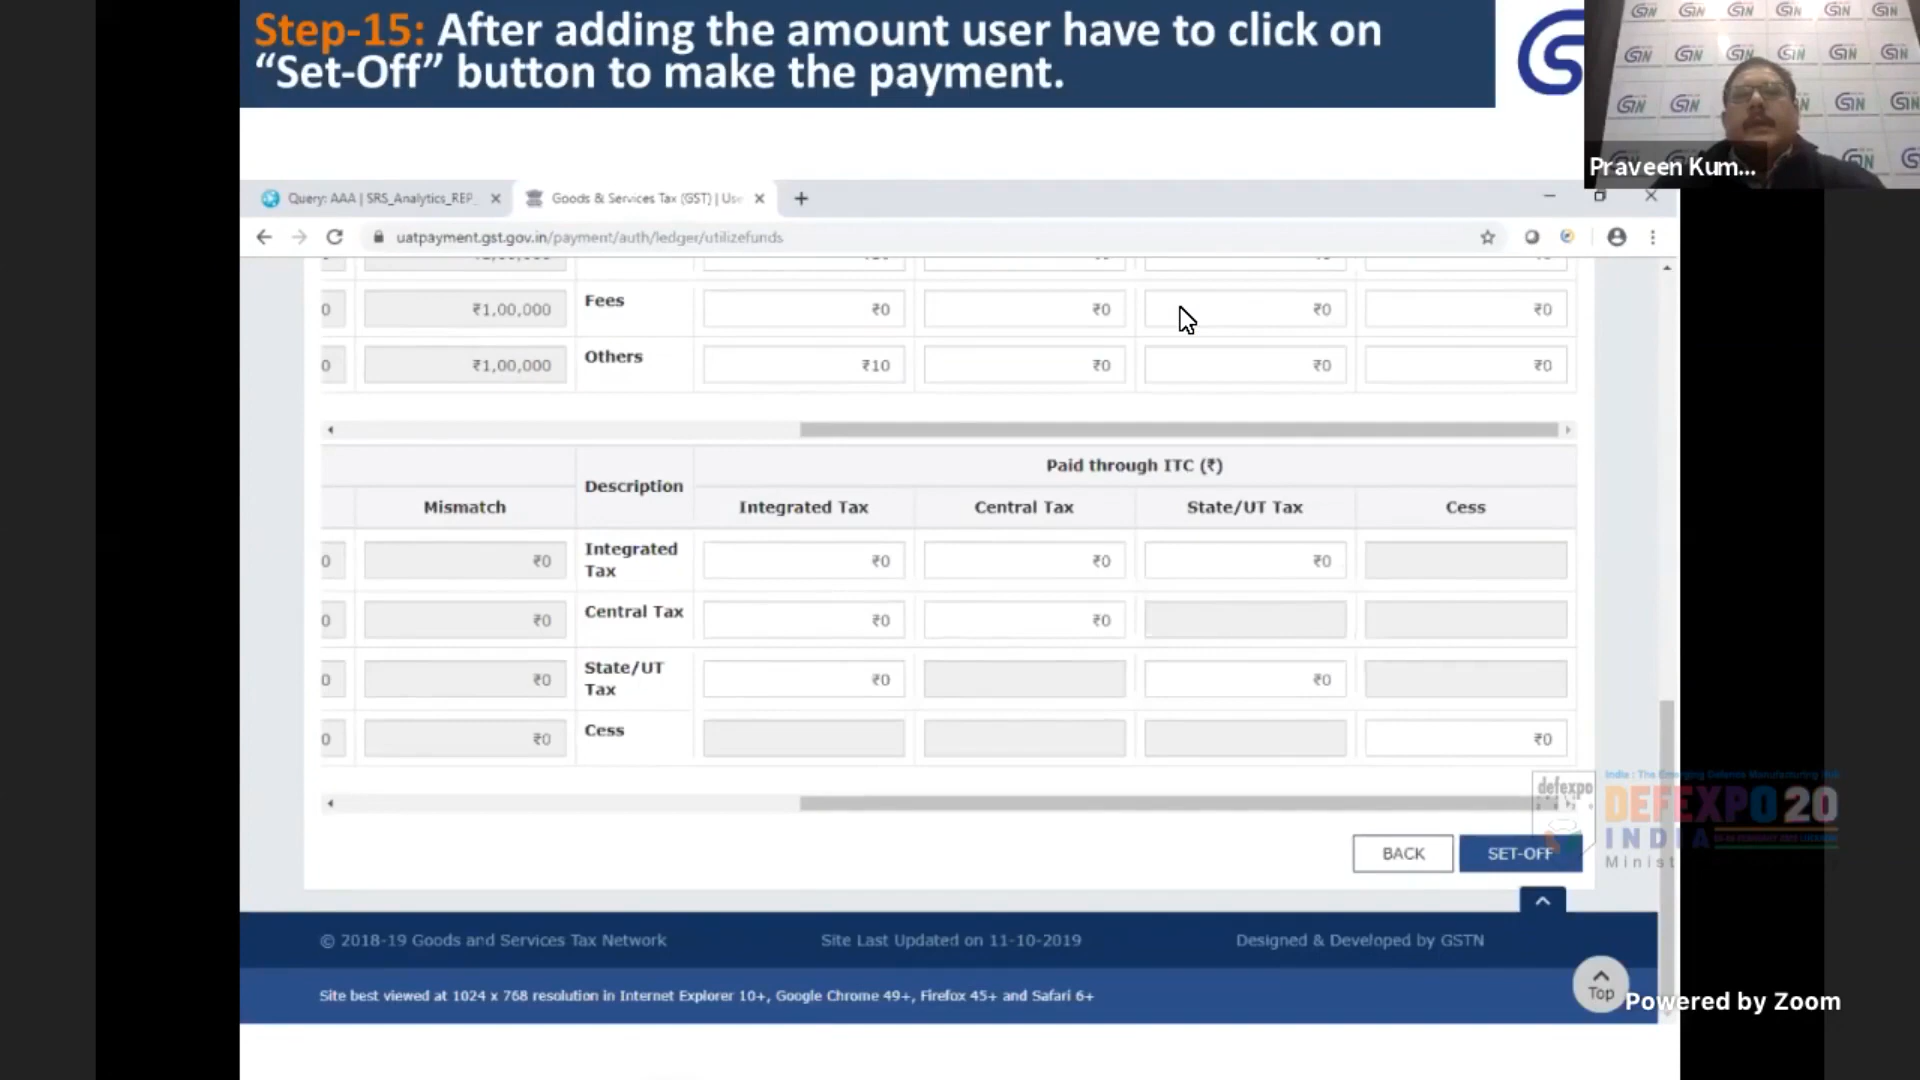 Step-15: After adding the amount user have to click on
“Set-Off” button to make the payment.
Praveen Kum...
Query: AAA | SRS_Analytics_REP_
Goods & Services Tax (GST) | Use
uatpayment.gst.gov.in/payment/auth/ledger/utilizefunds
0 ₹1,00,000 Fees ₹0 ₹0 ₹0 ₹0
0 ₹1,00,000 Others ₹10 ₹0 ₹0 ₹0
Description Paid through ITC (₹)
Mismatch Integrated Tax Central Tax State/UT Tax Cess
0 ₹0 Integrated Tax ₹0 ₹0 ₹0
0 ₹0 Central Tax ₹0 ₹0
0 ₹0 State/UT Tax ₹0 ₹0
0 ₹0 Cess ₹0
defexpo
DEFEXPO 20
INDIA
Minist
BACK SET-OFF
© 2018-19 Goods and Services Tax Network Site Last Updated on 11-10-2019 Designed & Developed by GSTN
Site best viewed at 1024 x 768 resolution in Internet Explorer 10+, Google Chrome 49+, Firefox 45+ and Safari 6+
Top
Powered by Zoom